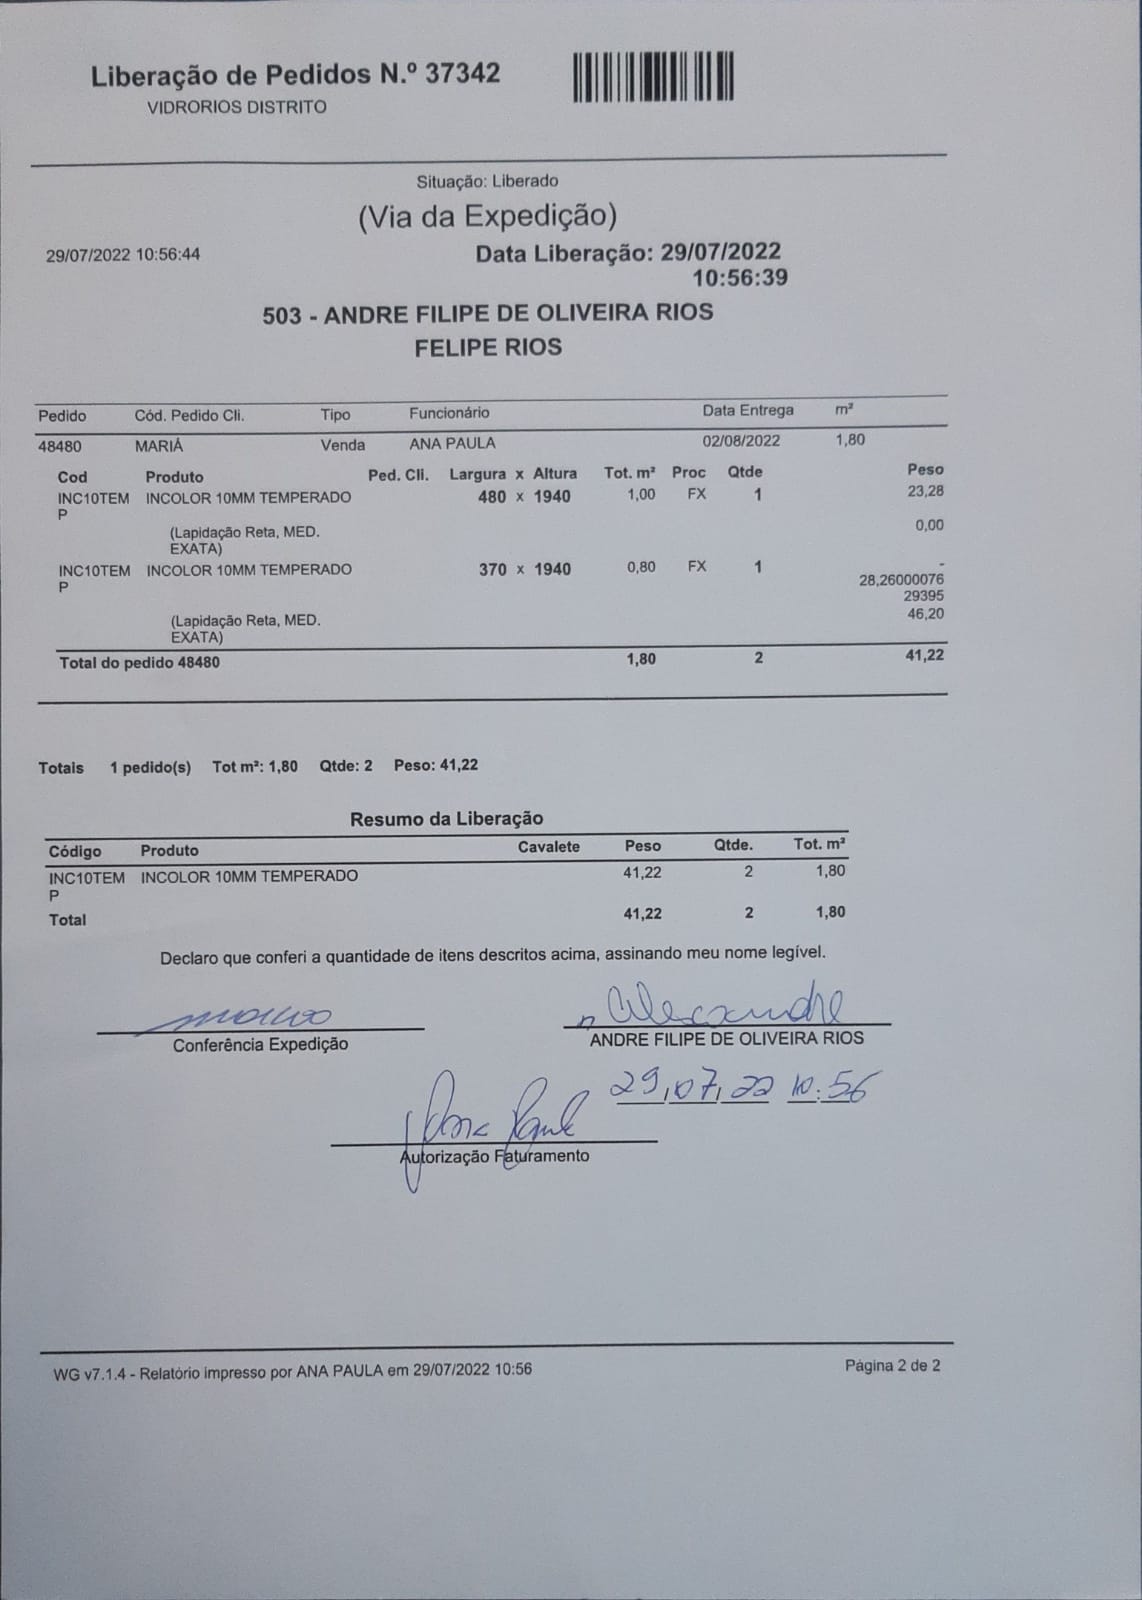 Liberação de Pedidos N.º 37342
VIDRORIOS DISTRITO
Situação: Liberado
(Via da Expedição)
29/07/2022 10:56:44 Data Liberação: 29/07/2022
10:56:39
503 - ANDRE FILIPE DE OLIVEIRA RIOS
FELIPE RIOS
Pedido Cód. Pedido Cli. Tipo Funcionário Data Entrega m²
48480 MARIÁ Venda ANA PAULA 02/08/2022 1,80
Cod Produto Ped. Cli. Largura x Altura Tot. m² Proc Qtde Peso
INC10TEM INCOLOR 10MM TEMPERADO 480 x 1940 1,00 FX 1 23,28
P
(Lapidação Reta, MED. 0,00
EXATA)
INC10TEM INCOLOR 10MM TEMPERADO 370 x 1940 0,80 FX 1 -
P 28,26000076
29395
(Lapidação Reta, MED. 46,20
EXATA)
Total do pedido 48480 1,80 2 41,22
Totais 1 pedido(s) Tot m²: 1,80 Qtde: 2 Peso: 41,22
Resumo da Liberação
Código Produto Cavalete Peso Qtde. Tot. m²
INC10TEM INCOLOR 10MM TEMPERADO 41,22 2 1,80
P
Total 41,22 2 1,80
Declaro que conferi a quantidade de itens descritos acima, assinando meu nome legível.
Alexandre
Conferência Expedição ANDRE FILIPE DE OLIVEIRA RIOS
29,07,22 10:56
Ana Paula
Autorização Faturamento
WG v7.1.4 - Relatório impresso por ANA PAULA em 29/07/2022 10:56 Página 2 de 2